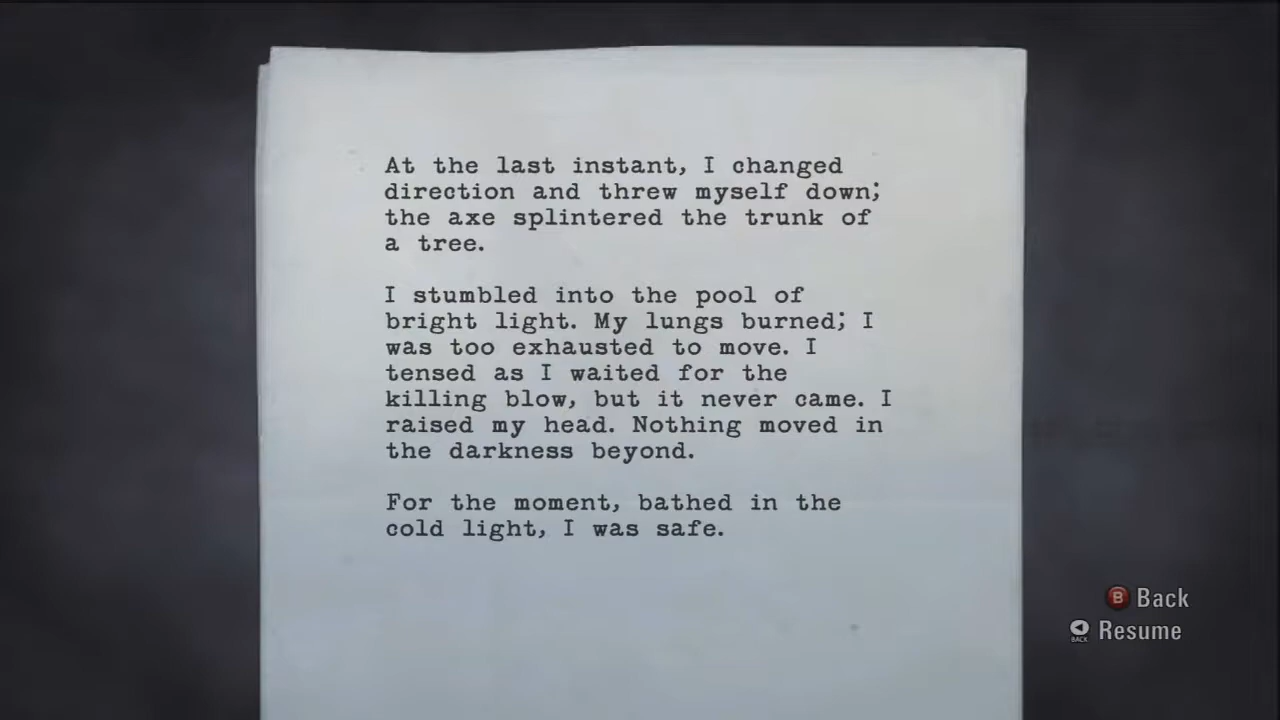 At the last instant, I changed
direction and threw myself down;
the axe splintered the trunk of
a tree.
I stumbled into the pool of
bright light. My lungs burned; I
was too exhausted to move. I
tensed as I waited for the
killing blow, but it never came. I
raised my head. Nothing moved in
the darkness beyond.
For the moment, bathed in the
cold light, I was safe.
B Back
BACK Resume